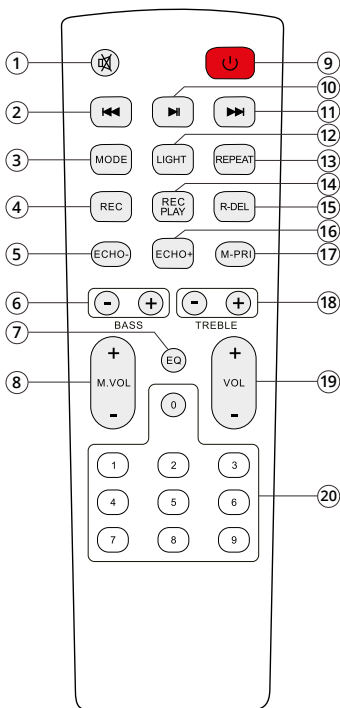 1 9
10
2 11
12
3 MODE LIGHT REPEAT 13
14
4 REC REC PLAY R-DEL 15
16
5 ECHO- ECHO+ M-PRI 17
6 - + - + 18
BASS TREBLE
7 EQ
+ +
8 M.VOL VOL 19
- -
0
1 2 3
4 5 6 20
7 8 9